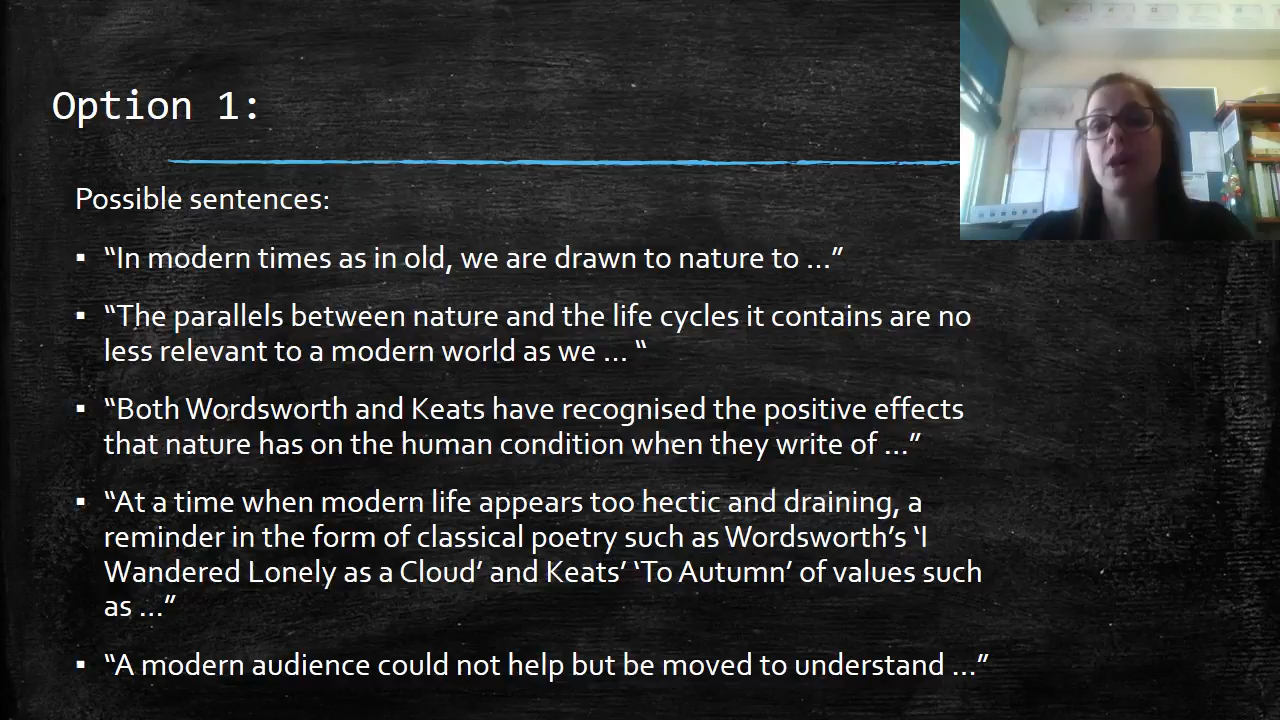 Option 1:
Possible sentences:
▪ “In modern times as in old, we are drawn to nature to …”
▪ “The parallels between nature and the life cycles it contains are no
less relevant to a modern world as we … “
▪ “Both Wordsworth and Keats have recognised the positive effects
that nature has on the human condition when they write of …”
▪ “At a time when modern life appears too hectic and draining, a
reminder in the form of classical poetry such as Wordsworth’s ‘I
Wandered Lonely as a Cloud’ and Keats’ ‘To Autumn’ of values such
as …”
▪ “A modern audience could not help but be moved to understand …”